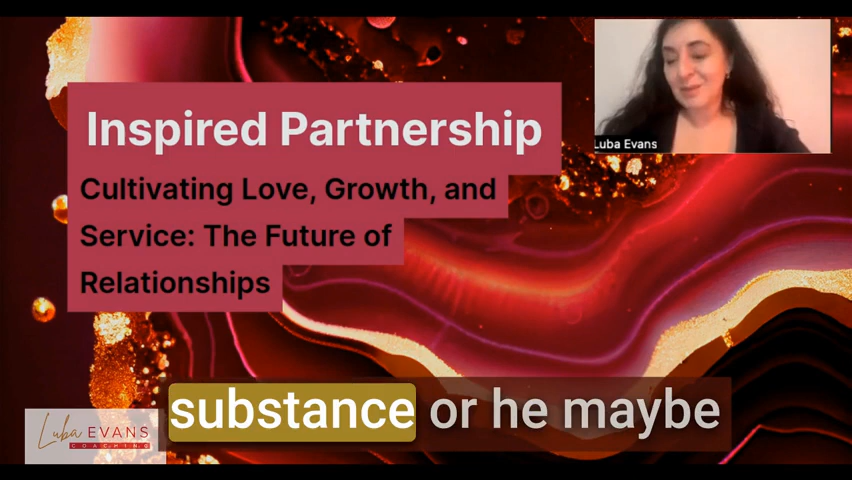 Inspired Partnership
Cultivating Love, Growth, and
Service: The Future of
Relationships
Luba Evans
substance or he maybe
Luba EVANS
COACHING